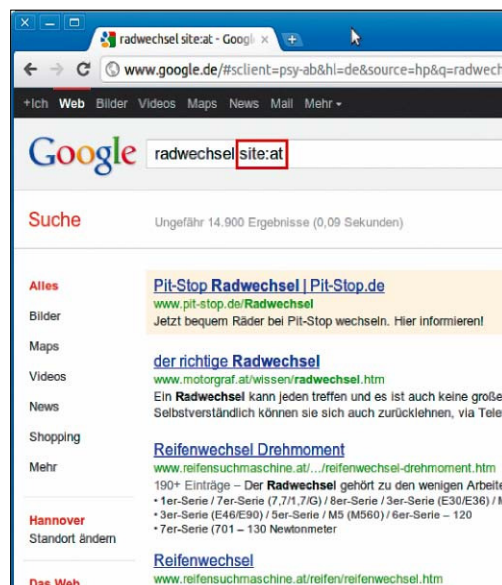 radwechsel site:at - Googl
www.google.de/#sclient=psy-ab&hl=de&source=hp&q=radwech
+Ich Web Bilder Videos Maps News Mail Mehr
Google radwechsel site:at
Suche
Ungefähr 14.900 Ergebnisse (0,09 Sekunden)
Alles
Bilder
Maps
Videos
News
Shopping
Mehr
Hannover
Standort ändern
Das Web
Pit-Stop Radwechsel | Pit-Stop.de
www.pit-stop.de/Radwechsel
Jetzt bequem Räder bei Pit-Stop wechseln. Hier informieren!
der richtige Radwechsel
www.motorgraf.at/wissen/radwechsel.htm
Ein Radwechsel kann jeden treffen und es ist auch keine große
Selbstverständlich können sie sich auch zurücklehnen, via Tele
Reifenwechsel Drehmoment
www.reifensuchmaschine.at/.../reifenwechsel-drehmoment.htm
190+ Einträge – Der Radwechsel gehört zu den wenigen Arbeite
• 1er-Serie / 7er-Serie (7,7/1,7/G) / 8er-Serie / 3er-Serie (E30/E36) / M
• 3er-Serie (E46/E90) / 5er-Serie / M5 (M560) / 6er-Serie – 120
• 7er-Serie (701 – 130 Newtonmeter
Reifenwechsel
www.reifensuchmaschine.at/reifen/reifenwechsel.htm